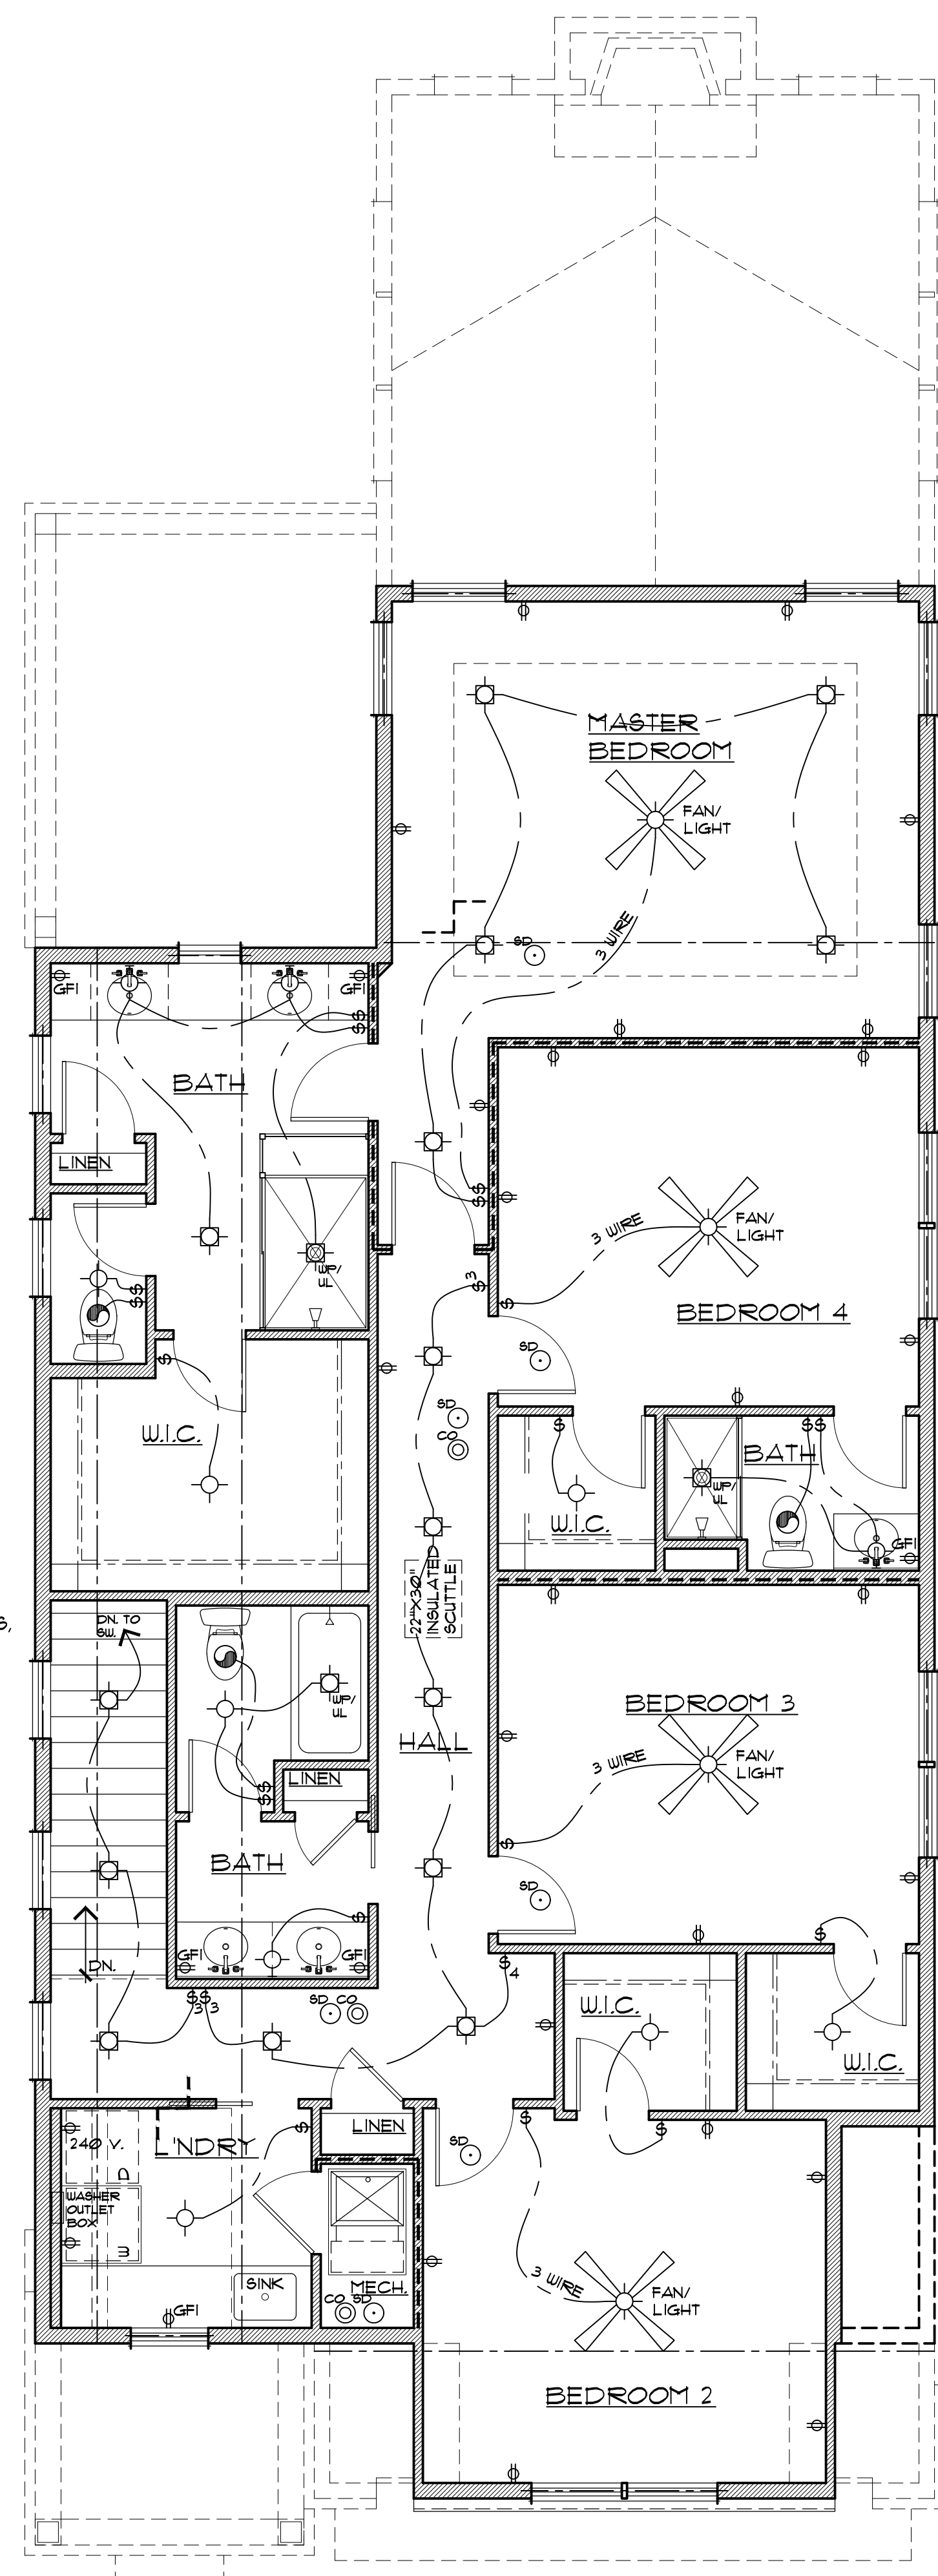 MASTER
BEDROOM
FAN/
LIGHT
SD
3 WIRE
GFI
GFI
$$
BATH
LINEN
$$
WP/
UL
$$
3
$
3 WIRE
FAN/
LIGHT
$
BEDROOM 4
SD
$
W.I.C.
SD
CO
$
$$
BATH
WP/
UL
W.I.C.
GFI
22"X30"
INSULATED
SCUTTLE
S,
DN. TO
SW.
WP/
UL
BEDROOM 3
HALL
3 WIRE
FAN/
LIGHT
LINEN
$$
$
BATH
SD
$
$
GFI
GFI
DN.
$4
$$
3 3
SD CO
W.I.C.
W.I.C.
LINEN
$
$
$
240 V.
L'NDRY
D
SD
WASHER
OUTLET
BOX
W
SINK
MECH.
CO SD
GFI
3 WIRE
FAN/
LIGHT
BEDROOM 2